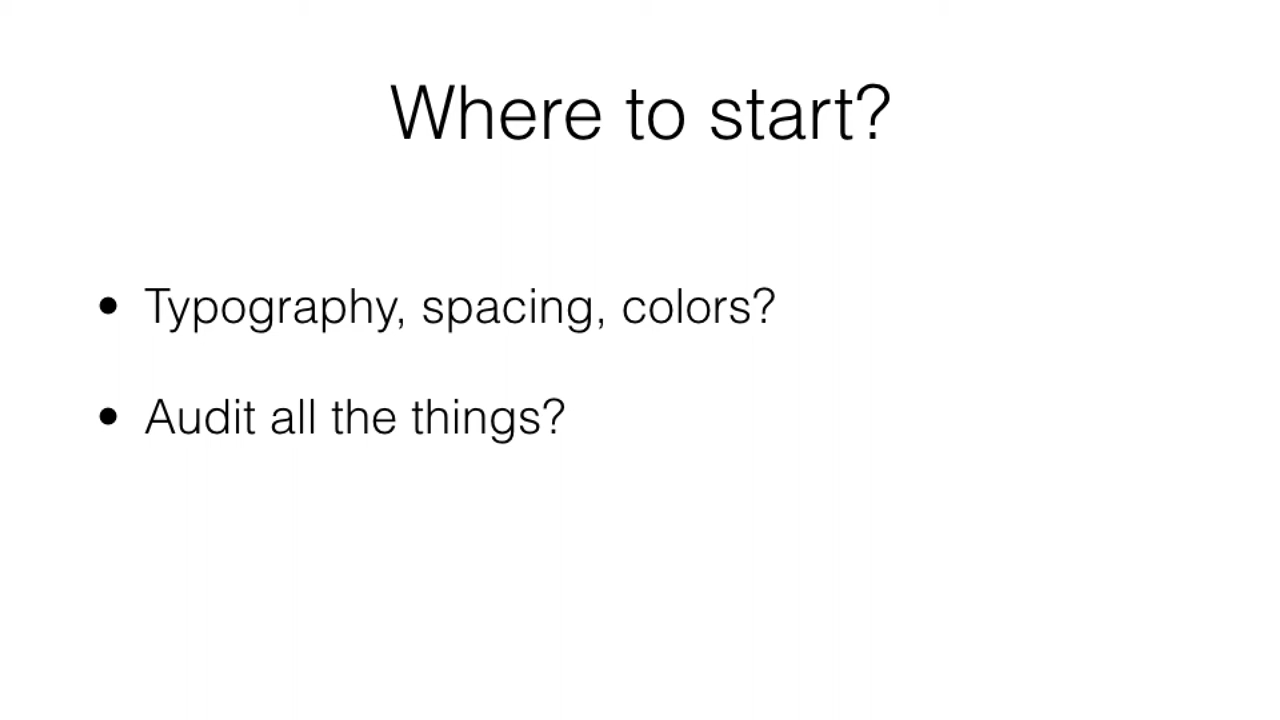 Where to start?
• Typography, spacing, colors?
• Audit all the things?